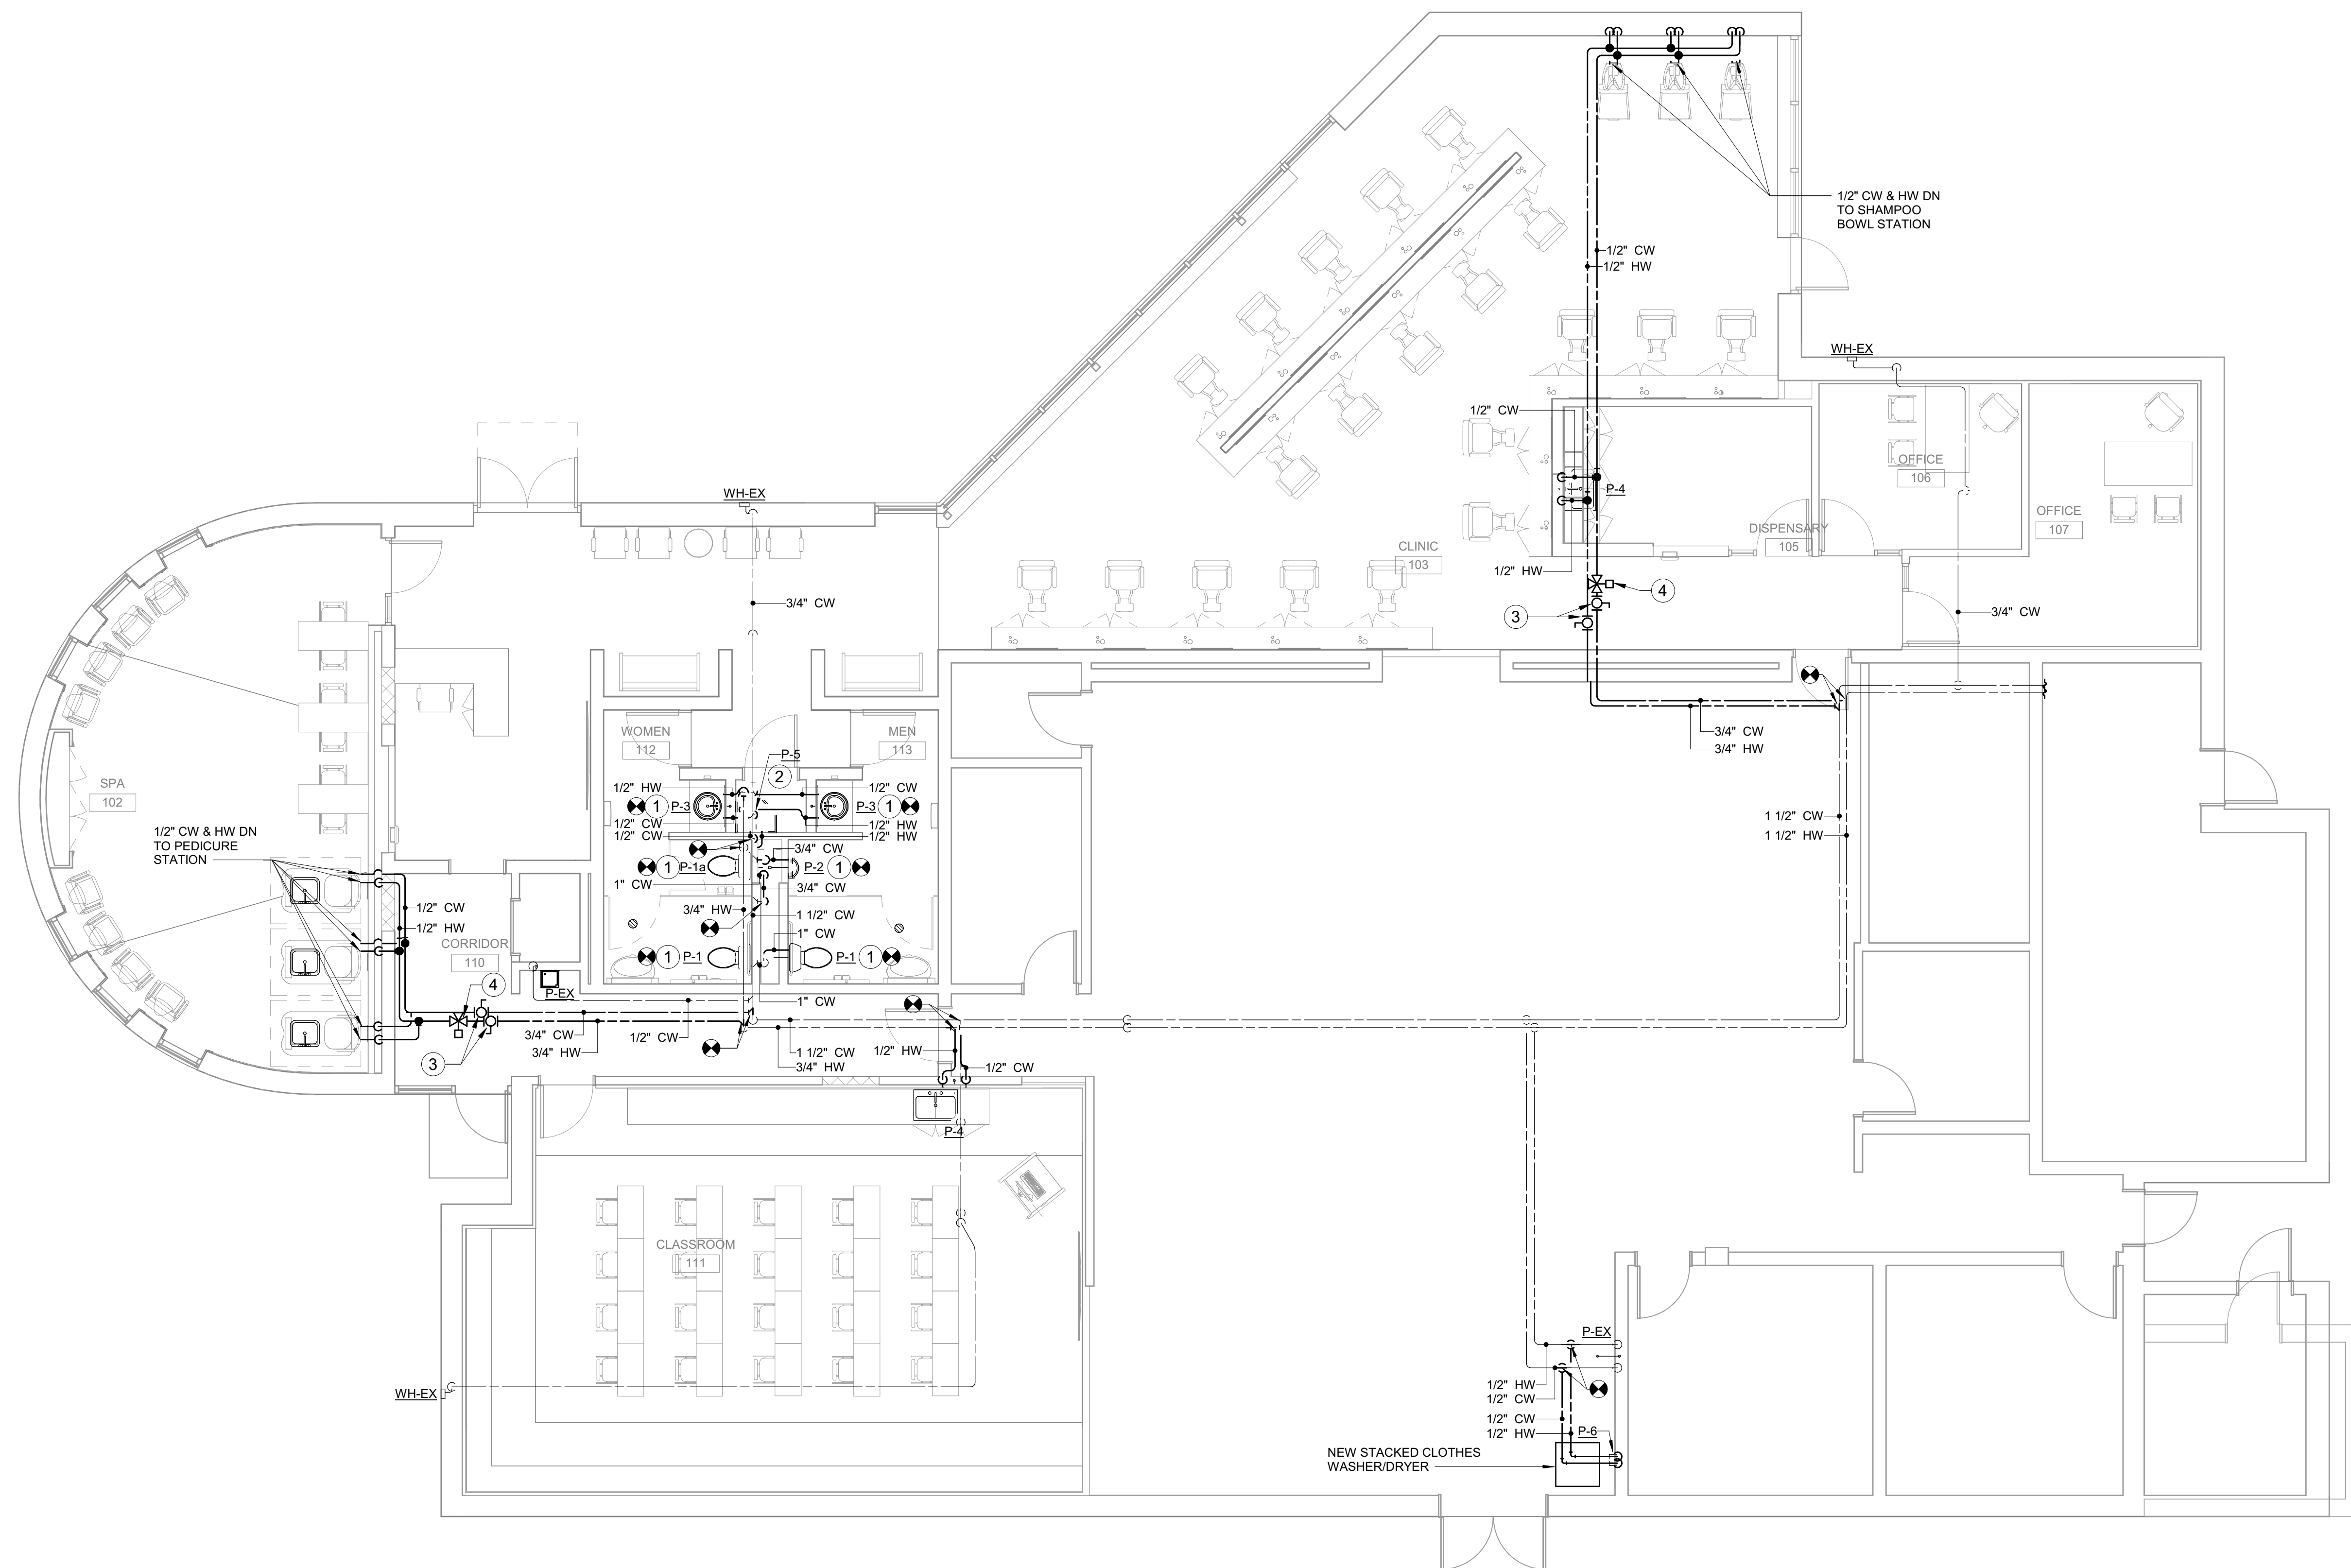 1/2" CW & HW DN
TO SHAMPOO
BOWL STATION
1/2" CW
1/2" HW
WH-EX
1/2" CW
OFFICE
106
P-4
WH-EX
OFFICE
107
DISPENSARY
105
CLINIC
103
1/2" HW
4
3
3/4" CW
3/4" CW
WOMEN
112
MEN
113
3/4" CW
3/4" HW
P-5
2
SPA
102
1/2" HW
1/2" CW
1
P-3
P-3
1
1/2" CW
1/2" HW
1/2" CW
1/2" HW
1 1/2" CW
1 1/2" HW
1/2" CW & HW DN
TO PEDICURE
STATION
3/4" CW
1
P-1a
P-2
1
1" CW
3/4" CW
1/2" CW
1/2" HW
3/4" HW
1 1/2" CW
1" CW
CORRIDOR
110
1
P-1
P-1
1
4
P-EX
1" CW
3/4" CW
1/2" CW
3/4" HW
3
1 1/2" CW
3/4" HW
1/2" HW
1/2" CW
P-4
CLASSROOM
111
P-EX
WH-EX
1/2" HW
1/2" CW
1/2" CW
1/2" HW
P-6
NEW STACKED CLOTHES
WASHER/DRYER